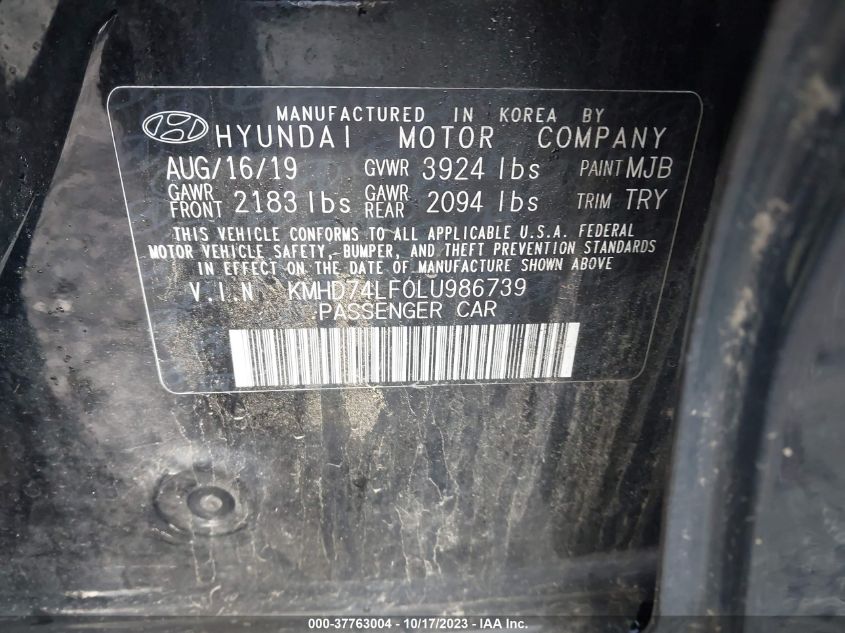 MANUFACTURED IN KOREA BY
HYUNDAI MOTOR COMPANY
AUG/16/19 GVWR 3924 lbs PAINT MJB
GAWR FRONT 2183 lbs GAWR REAR 2094 lbs TRIM TRY
THIS VEHICLE CONFORMS TO ALL APPLICABLE U.S.A. FEDERAL
MOTOR VEHICLE SAFETY, BUMPER, AND THEFT PREVENTION STANDARDS
IN EFFECT ON THE DATE OF MANUFACTURE SHOWN ABOVE
V.I.N KMHD74LF0LU986739
PASSENGER CAR
000-37763004 - 10/17/2023 - IAA Inc.